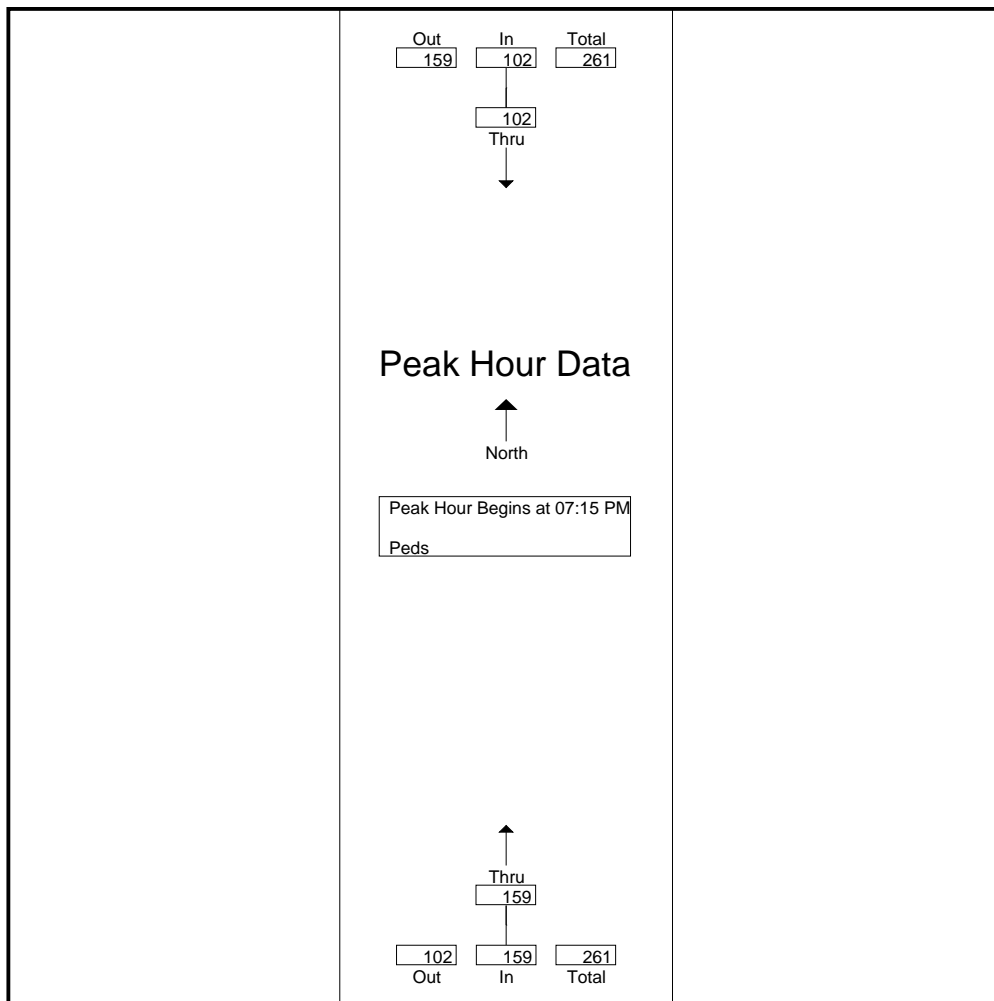 Out In Total
159 102 261
102
Thru
Peak Hour Data
North
Peak Hour Begins at 07:15 PM
Peds
Thru
159
102 159 261
Out In Total